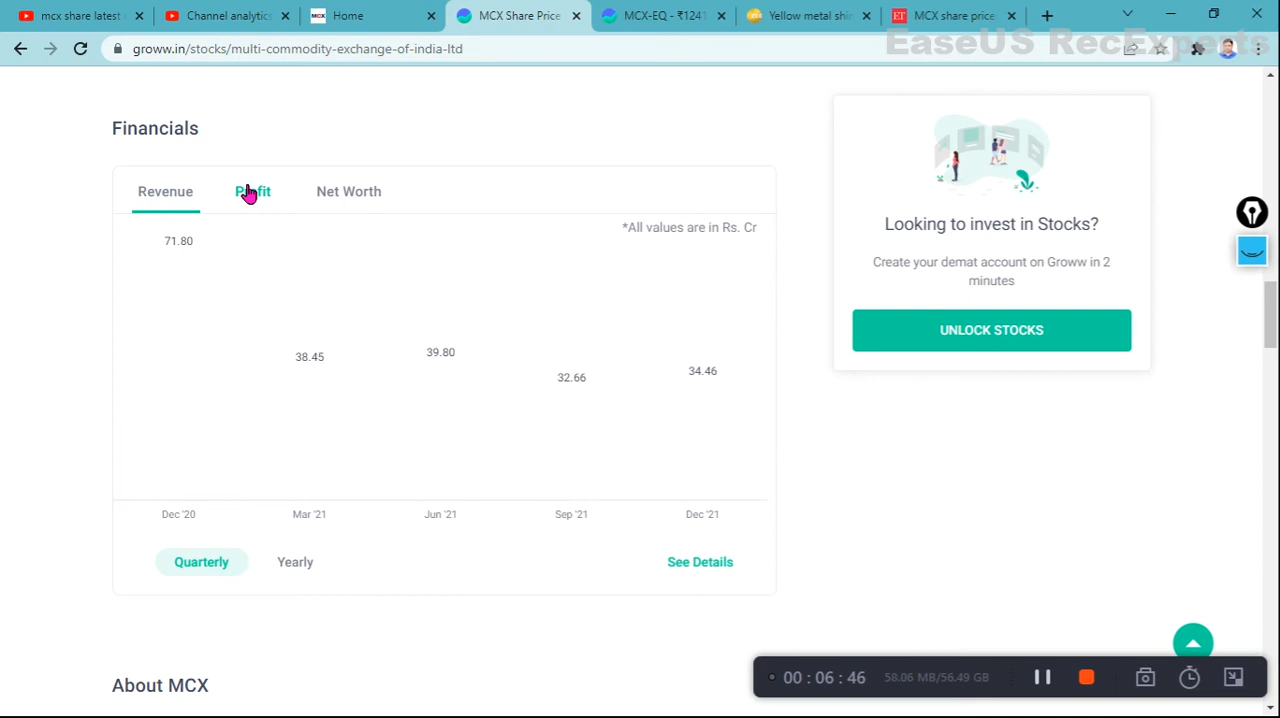 mcx share latest
Channel analytics
MCX
Home
MCX Share Price
MCX-EQ - ₹1241
Yellow metal shi
ET
MCX share price
groww.in/stocks/multi-commodity-exchange-of-india-ltd
EaseUS RecExperts
Financials
Revenue
Profit
Net Worth
*All values are in Rs. Cr
71.80
38.45
39.80
32.66
34.46
Dec '20
Mar '21
Jun '21
Sep '21
Dec '21
Quarterly
Yearly
See Details
Looking to invest in Stocks?
Create your demat account on Groww in 2
minutes
UNLOCK STOCKS
About MCX
00 : 06 : 46
58.06 MB/56.49 GB